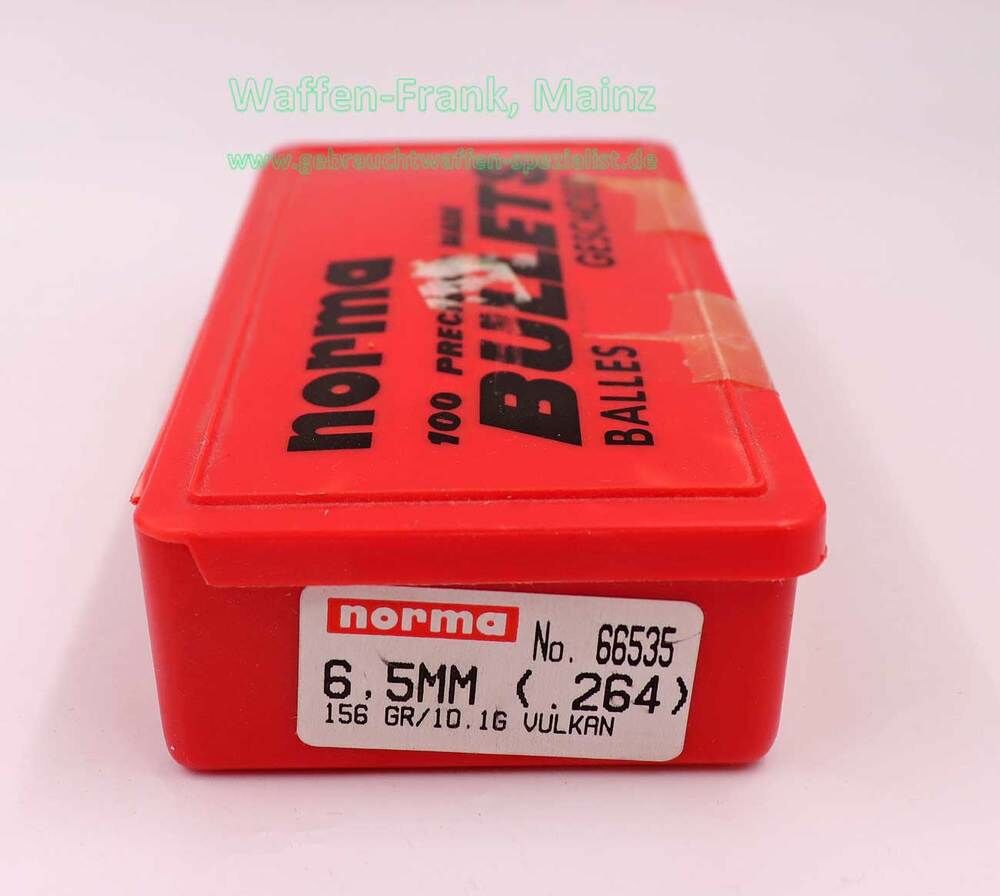 Waffen-Frank, Mainz
www.gebrauchtwaffen-spezialist.de
norma
100 MADE
BULLETS
BALLES
norma
No. 66535
6,5MM (.264)
156 GR/10.1G VULKAN